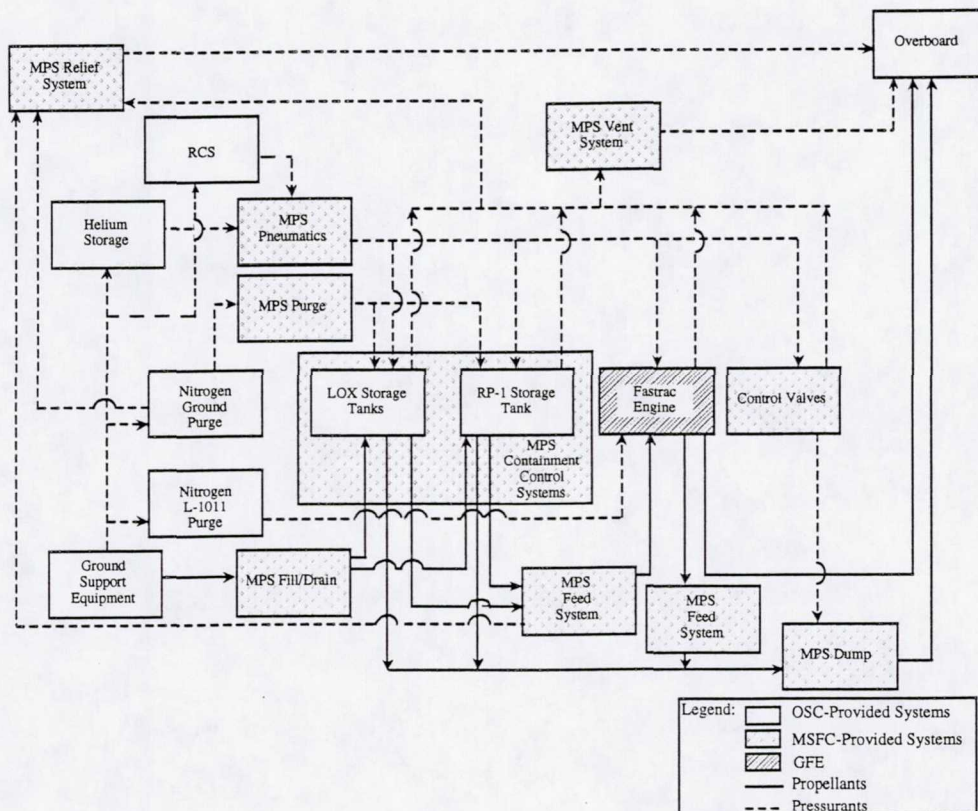 Overboard
MPS Relief
System
MPS Vent
System
RCS
Helium
Storage
MPS
Pneumatics
MPS Purge
LOX Storage
Tanks
RP-1 Storage
Tank
Fastrac
Engine
Control Valves
Nitrogen
Ground
Purge
MPS
Containment
Control
Systems
Nitrogen
L-1011
Purge
Ground
Support
Equipment
MPS Fill/Drain
MPS
Feed
System
MPS
Feed
System
MPS Dump
Legend:
OSC-Provided Systems
MSFC-Provided Systems
GFE
Propellants
Pressurants